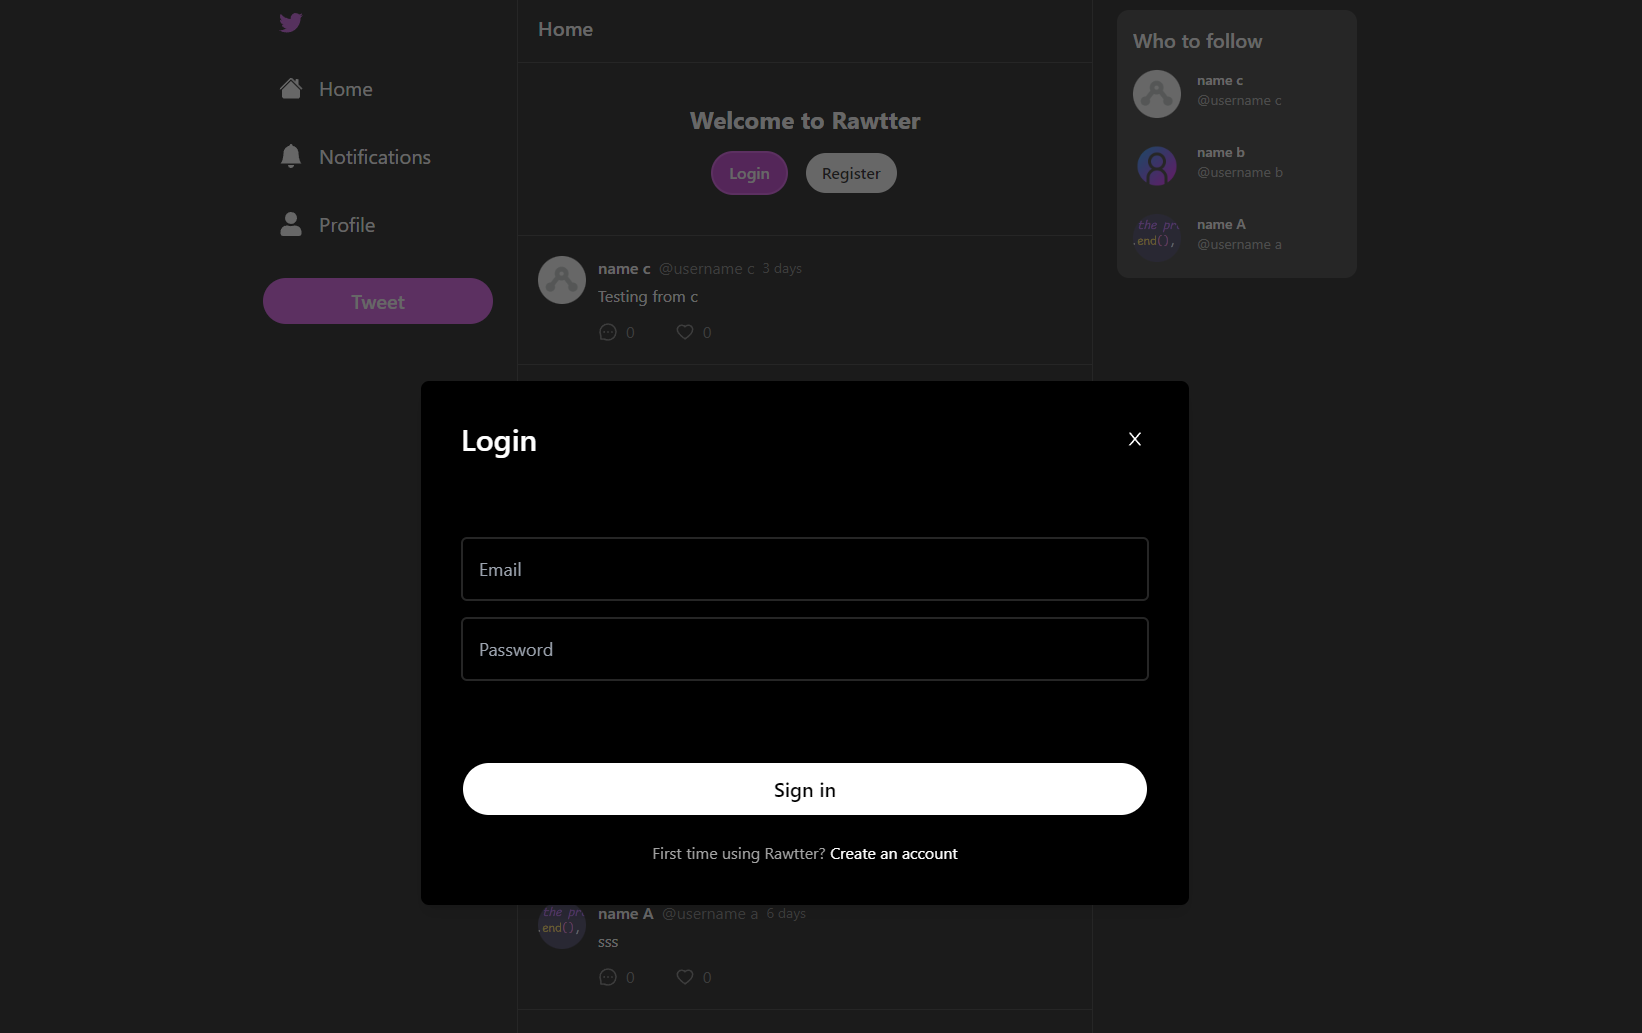 Home
Notifications
Profile
Tweet
Home
Welcome to Rawtter
Login
Register
name c @username c 3 days
Testing from c
0 0
Login
X
Email
Password
Sign in
First time using Rawtter? Create an account
the pr.
.end(),
name A @username a 6 days
sss
0 0
Who to follow
name c
@username c
name b
@username b
the pr.
.end(),
name A
@username a